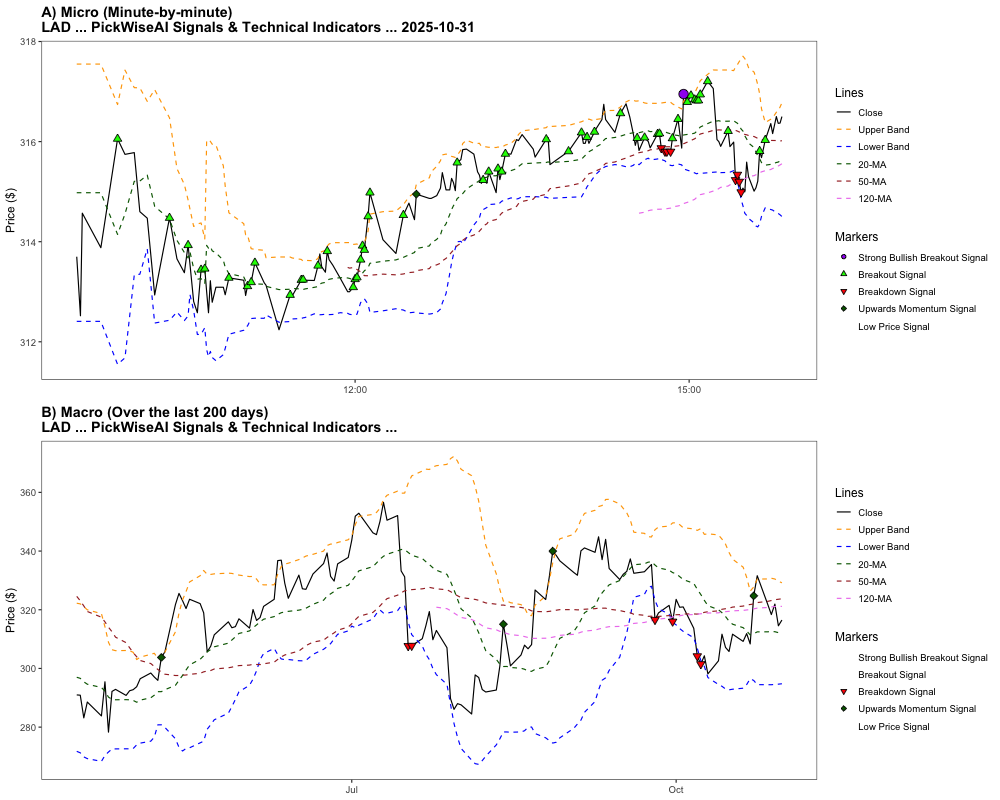 A) Micro (Minute-by-minute)
LAD ... PickWiseAI Signals & Technical Indicators ... 2025-10-31
318
316
314
312
Price ($)
12:00
15:00
Lines
Close
Upper Band
Lower Band
20-MA
50-MA
120-MA
Markers
Strong Bullish Breakout Signal
Breakout Signal
Breakdown Signal
Upwards Momentum Signal
Low Price Signal
B) Macro (Over the last 200 days)
LAD ... PickWiseAI Signals & Technical Indicators ...
360
340
320
300
280
Price ($)
Jul
Oct
Lines
Close
Upper Band
Lower Band
20-MA
50-MA
120-MA
Markers
Strong Bullish Breakout Signal
Breakout Signal
Breakdown Signal
Upwards Momentum Signal
Low Price Signal